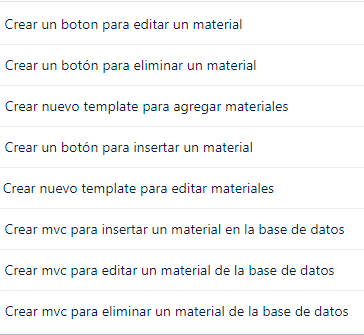 Crear un boton para editar un material
Crear un botón para eliminar un material
Crear nuevo template para agregar materiales
Crear un botón para insertar un material
Crear nuevo template para editar materiales
Crear mvc para insertar un material en la base de datos
Crear mvc para editar un material de la base de datos
Crear mvc para eliminar un material de la base de datos